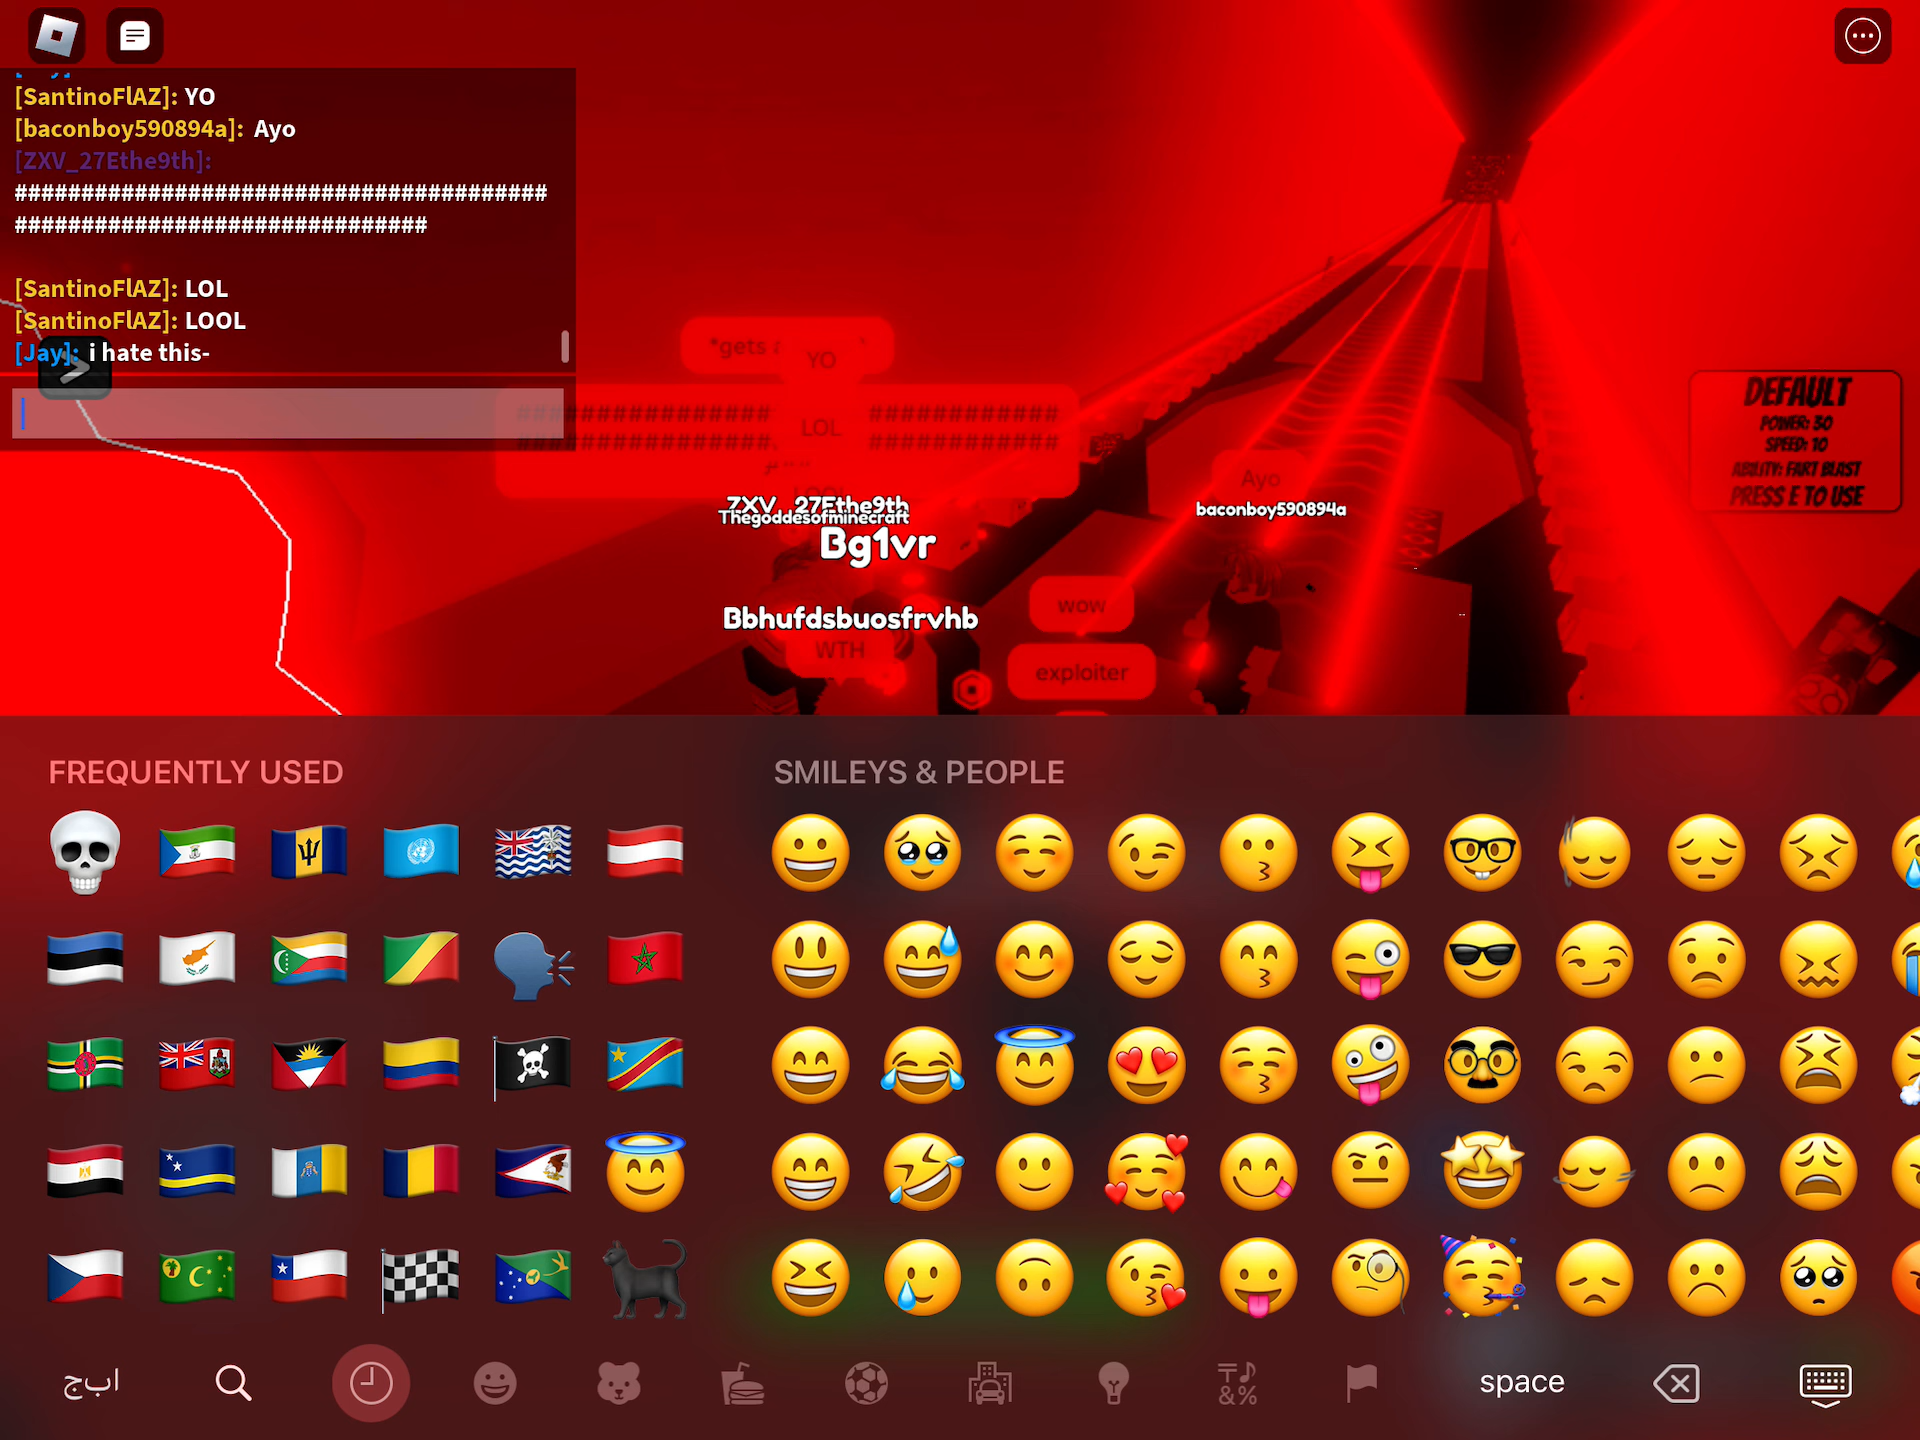 [SantinoFlAZ]: YO
[baconboy590894a]: Ayo
[ZXV_27Ethe9th]:
########################################
###############################
[SantinoFlAZ]: LOL
[SantinoFlAZ]: LOOL
[Jay]: i hate this-
*gets
YO
LOL
Ayo
ZXV_27Ethe9th
Thegoddesofminecraft
Bg1vr
baconboy590894a
wow
Bbhufdsbuosfrvhb
WTH
exploiter
DEFAULT
POWER: 30
SPEED: 10
ABILITY: FART BLAST
PRESS E TO USE
FREQUENTLY USED
SMILEYS & PEOPLE
ا ب ج
space